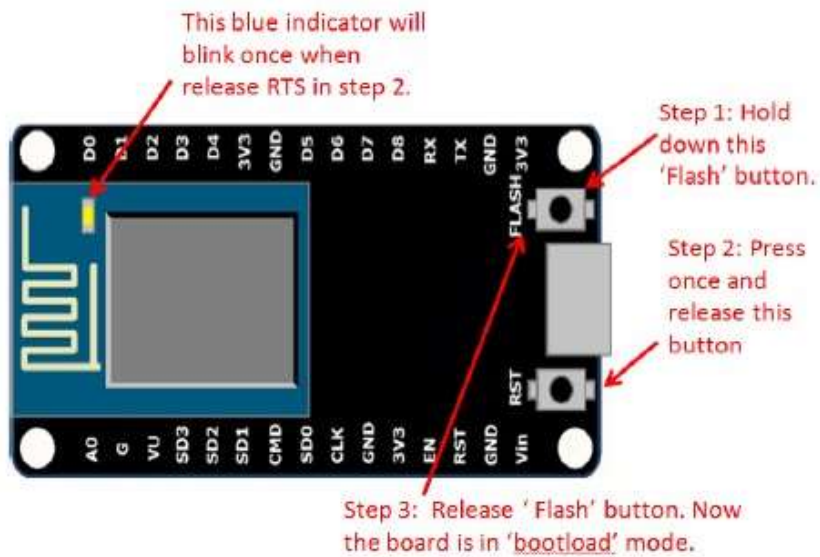 This blue indicator will
blink once when
release RTS in step 2.
Step 1: Hold
down this
'Flash' button.
D0 D1 D2 D3 D4 3V3 GND D5 D6 D7 D8 RX TX GND 3V3
FLASH
Step 2: Press
once and
release this
button
RST
A0 G VU SD3 SD2 SD1 CMD SD0 CLK GND 3V3 EN RST GND Vin
Step 3: Release ' Flash' button. Now
the board is in 'bootload' mode.